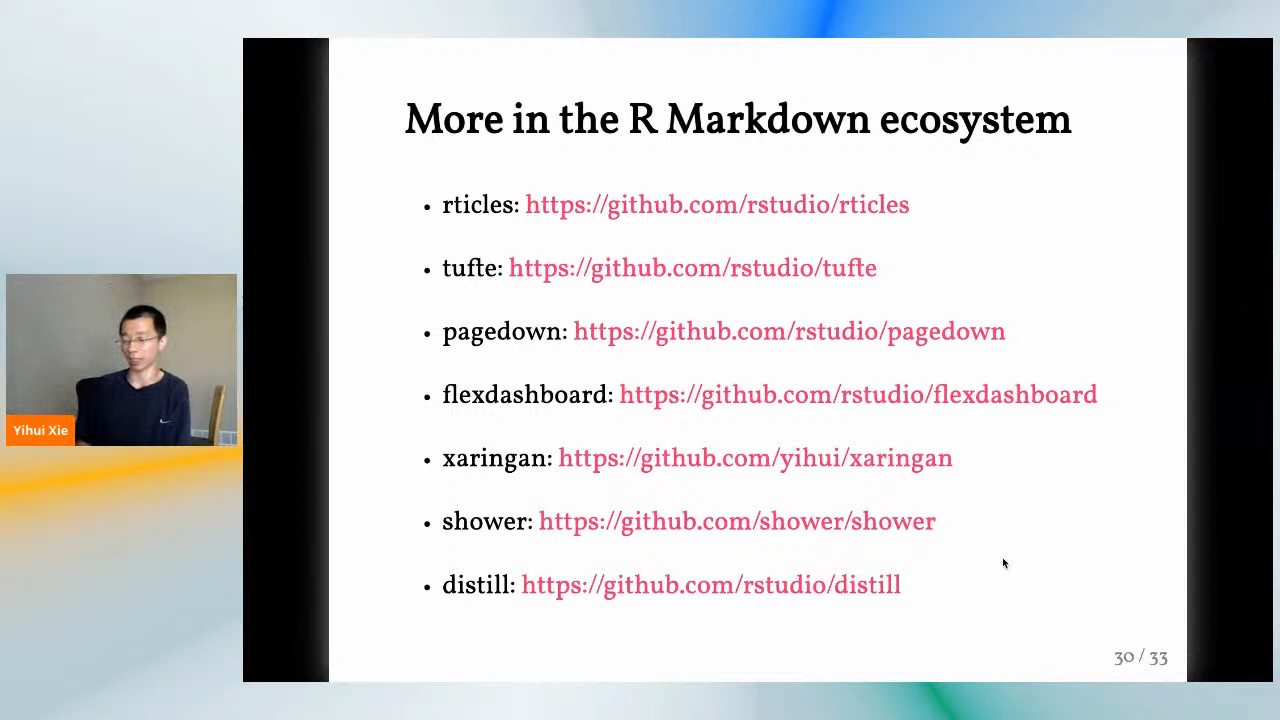 More in the R Markdown ecosystem
• rticles: https://github.com/rstudio/rticles
• tufte: https://github.com/rstudio/tufte
• pagedown: https://github.com/rstudio/pagedown
• flexdashboard: https://github.com/rstudio/flexdashboard
• xaringan: https://github.com/yihui/xaringan
• shower: https://github.com/shower/shower
• distill: https://github.com/rstudio/distill
30 / 33
Yihui Xie